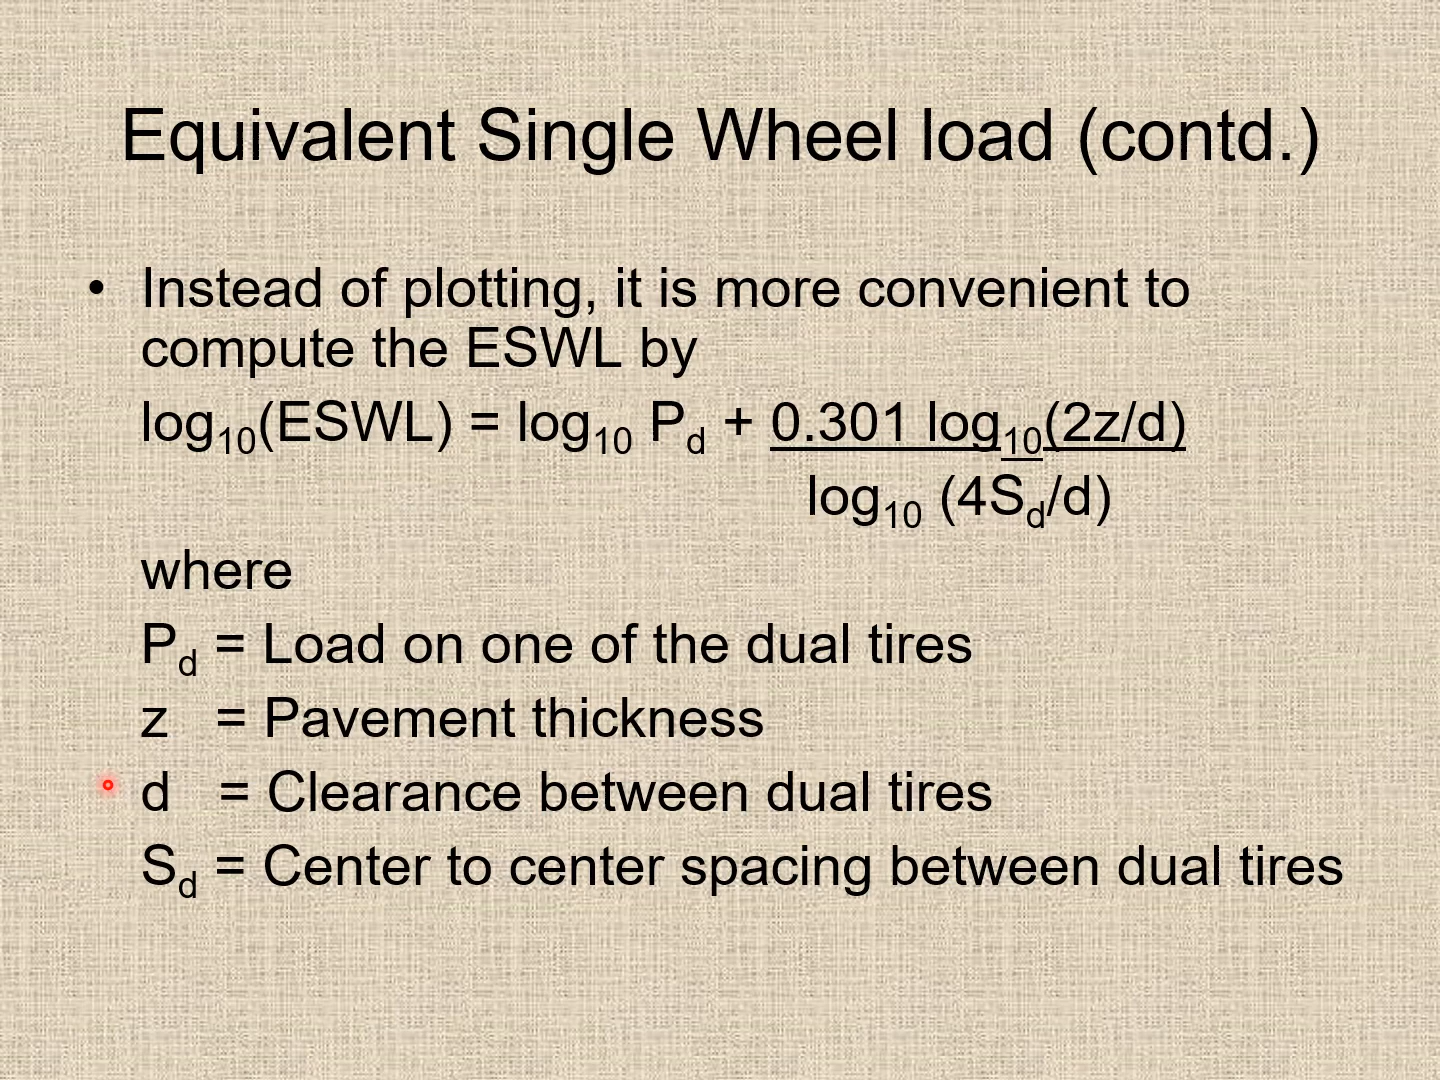 Equivalent Single Wheel load (contd.)
• Instead of plotting, it is more convenient to
compute the ESWL by
log10(ESWL) = log10 Pd + 0.301 log10(2z/d)
log10 (4Sd/d)
where
Pd = Load on one of the dual tires
z = Pavement thickness
d = Clearance between dual tires
Sd = Center to center spacing between dual tires